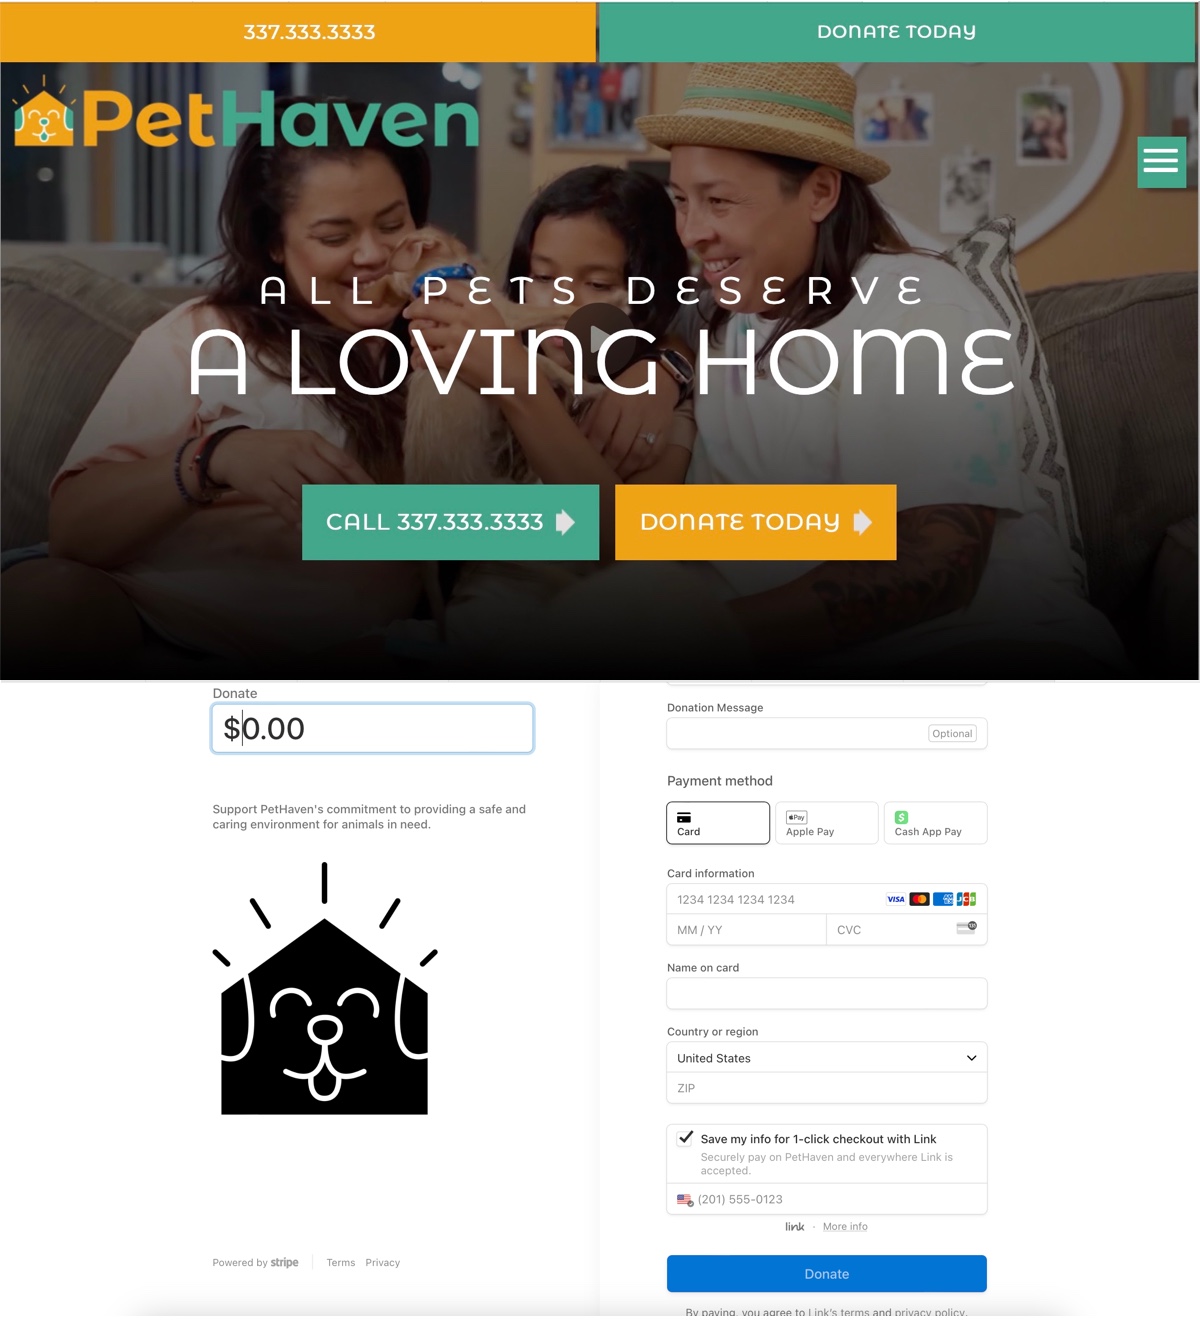 337.333.3333
DONATE TODAY
PetHaven
ALL PETS DESERVE
A LOVING HOME
CALL 337.333.3333
DONATE TODAY
Donate
$0.00
Support PetHaven's commitment to providing a safe and
caring environment for animals in need.
Powered by stripe
Terms
Privacy
Donation Message
Optional
Payment method
Card
Pay
Apple Pay
S
Cash App Pay
Card information
1234 1234 1234 1234
VISA
AMEX
JCB
MM / YY
CVC
Name on card
Country or region
United States
ZIP
Save my info for 1-click checkout with Link
Securely pay on PetHaven and everywhere Link is
accepted.
(201) 555-0123
link · More info
Donate
By paying, you agree to Link's terms and privacy policy.